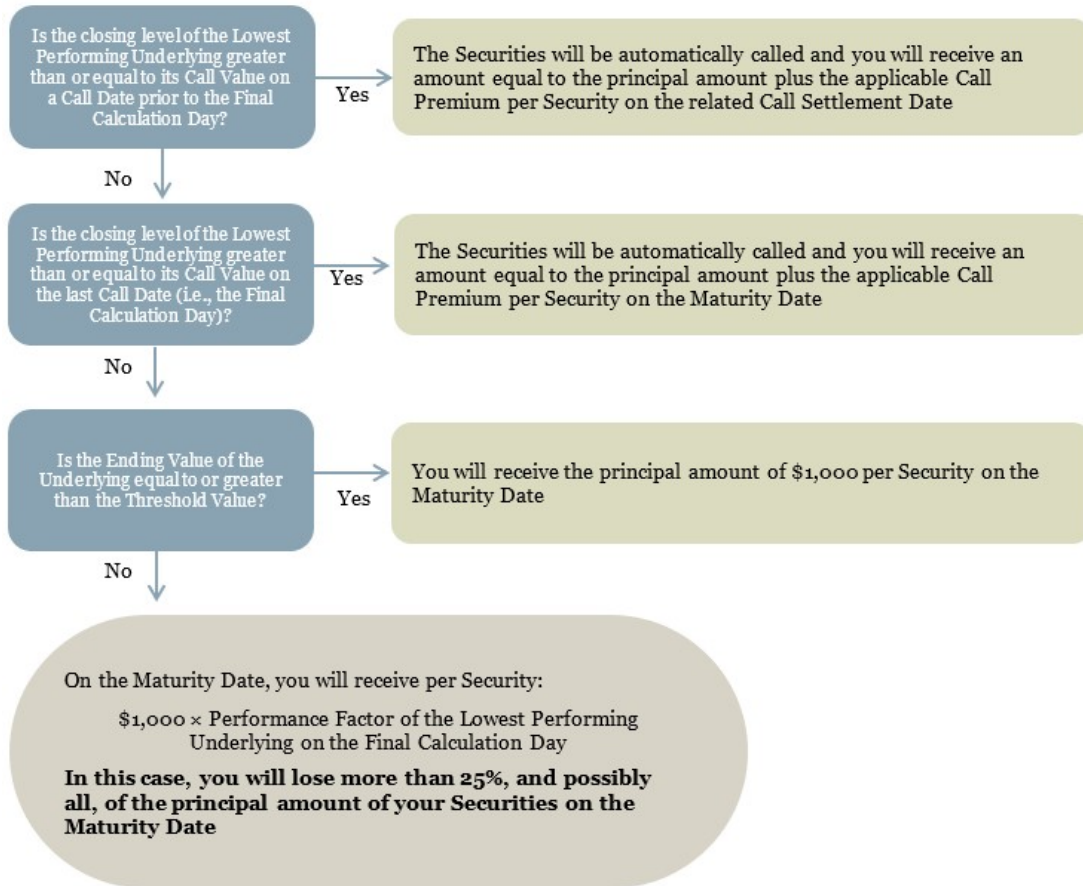 Is the closing level of the Lowest
Performing Underlying greater
than or equal to its Call Value on
a Call Date prior to the Final
Calculation Day?
Yes
The Securities will be automatically called and you will receive an
amount equal to the principal amount plus the applicable Call
Premium per Security on the related Call Settlement Date
No
Is the closing level of the Lowest
Performing Underlying greater
than or equal to its Call Value on
the last Call Date (i.e., the Final
Calculation Day)?
Yes
The Securities will be automatically called and you will receive an
amount equal to the principal amount plus the applicable Call
Premium per Security on the Maturity Date
No
Is the Ending Value of the
Underlying equal to or greater
than the Threshold Value?
Yes
You will receive the principal amount of $1,000 per Security on the
Maturity Date
No
On the Maturity Date, you will receive per Security:
$1,000 × Performance Factor of the Lowest Performing
Underlying on the Final Calculation Day
In this case, you will lose more than 25%, and possibly
all, of the principal amount of your Securities on the
Maturity Date